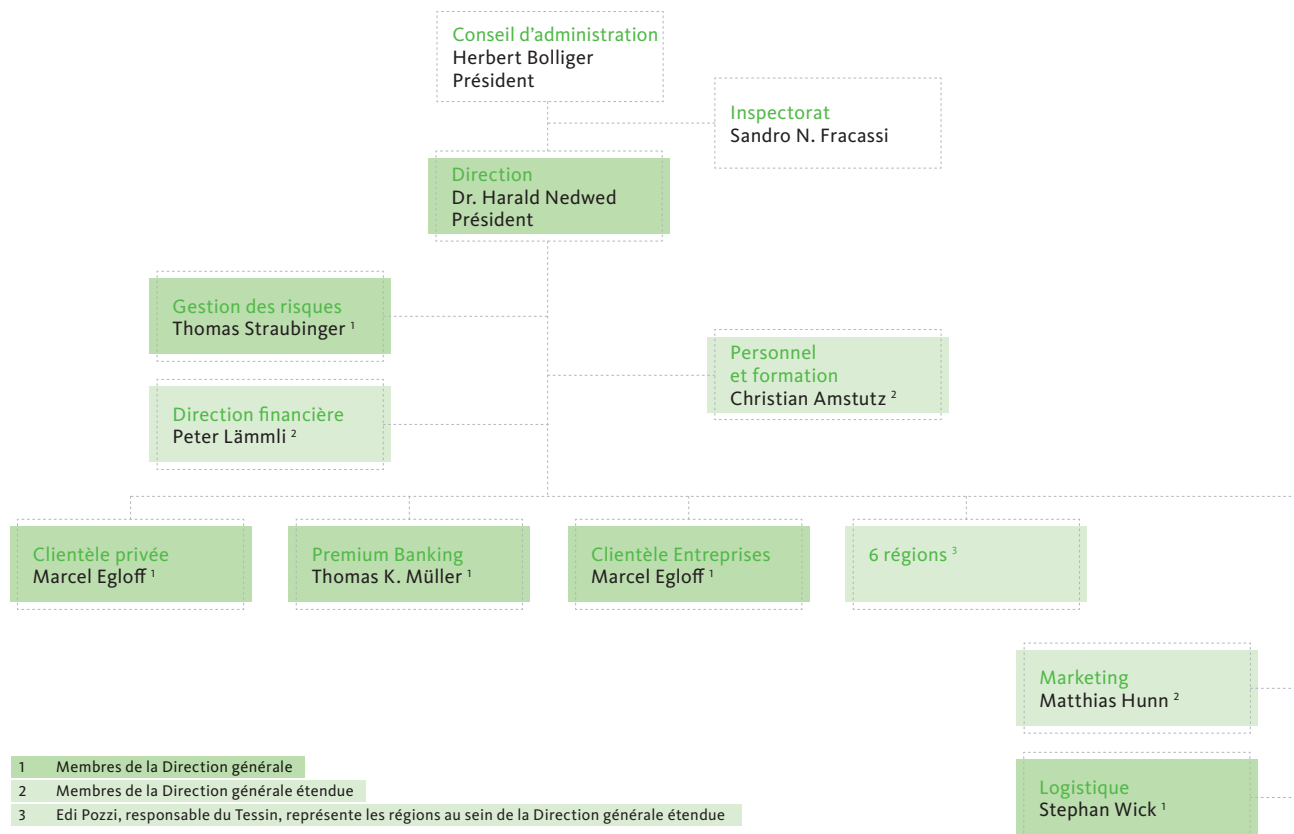 Conseil d'administration
Herbert Bolliger
Président
Inspectorat
Sandro N. Fracassi
Direction
Dr. Harald Nedwed
Président
Gestion des risques
Thomas Straubinger ¹
Personnel
et formation
Christian Amstutz ²
Direction financière
Peter Lämmli ²
Clientèle privée
Marcel Egloff ¹
Premium Banking
Thomas K. Müller ¹
Clientèle Entreprises
Marcel Egloff ¹
6 régions ³
Marketing
Matthias Hunn ²
Logistique
Stephan Wick ¹
1 Membres de la Direction générale
2 Membres de la Direction générale étendue
3 Edi Pozzi, responsable du Tessin, représente les régions au sein de la Direction générale étendue